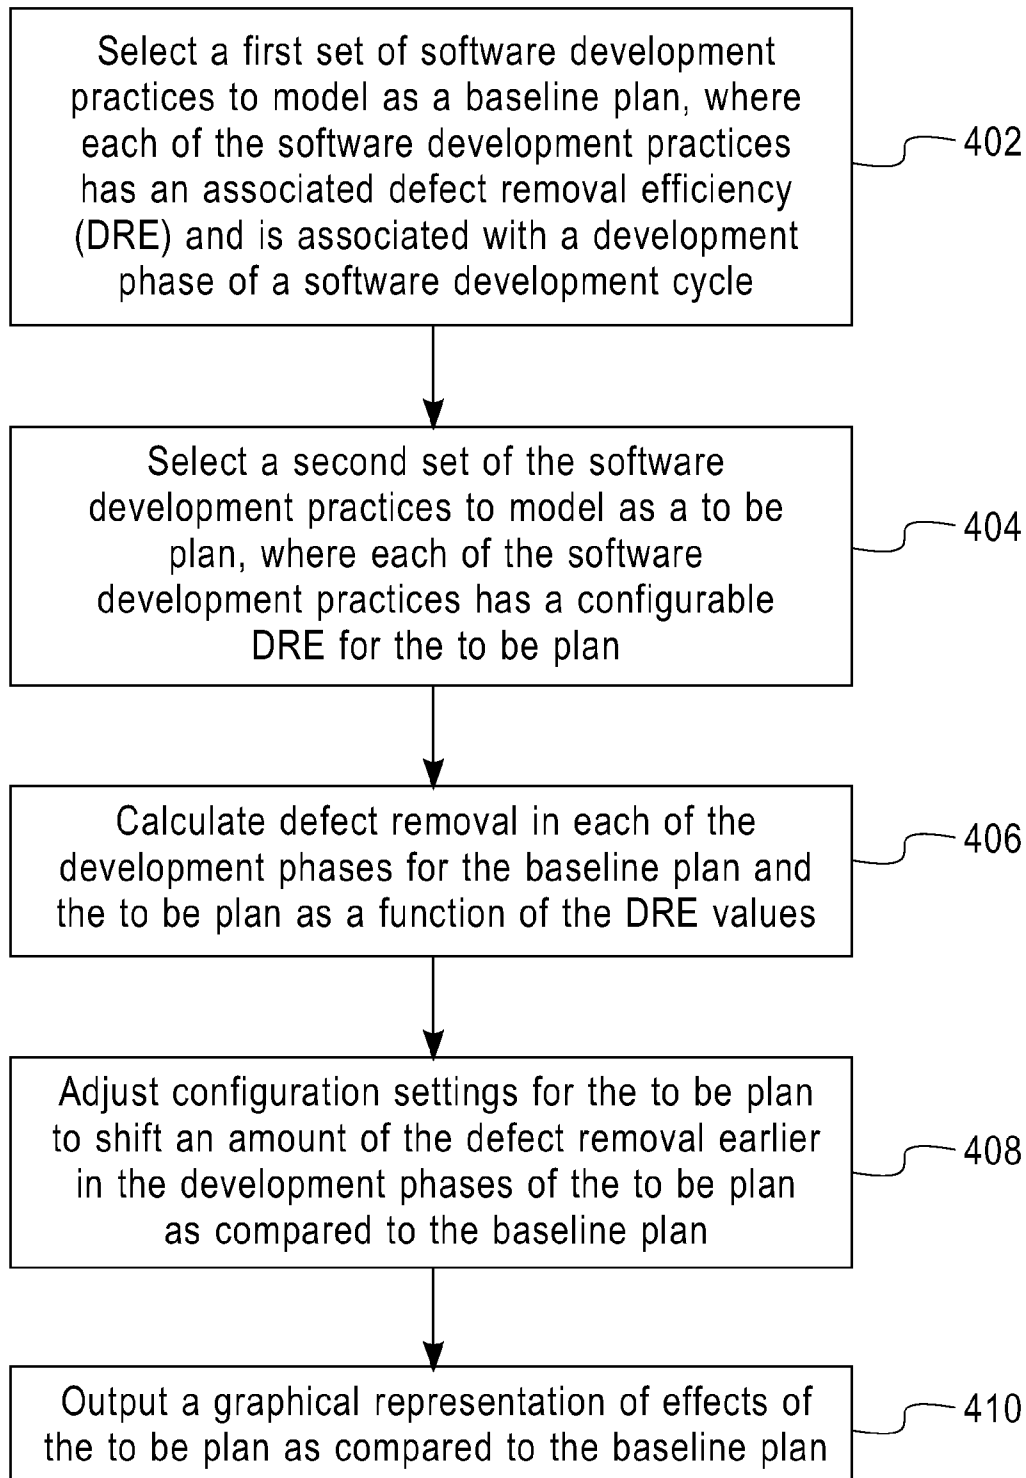 Select a first set of software development
practices to model as a baseline plan, where
each of the software development practices
has an associated defect removal efficiency
(DRE) and is associated with a development
phase of a software development cycle
402
Select a second set of the software
development practices to model as a to be
plan, where each of the software
development practices has a configurable
DRE for the to be plan
404
Calculate defect removal in each of the
development phases for the baseline plan and
the to be plan as a function of the DRE values
406
Adjust configuration settings for the to be plan
to shift an amount of the defect removal earlier
in the development phases of the to be plan
as compared to the baseline plan
408
Output a graphical representation of effects of
the to be plan as compared to the baseline plan
410